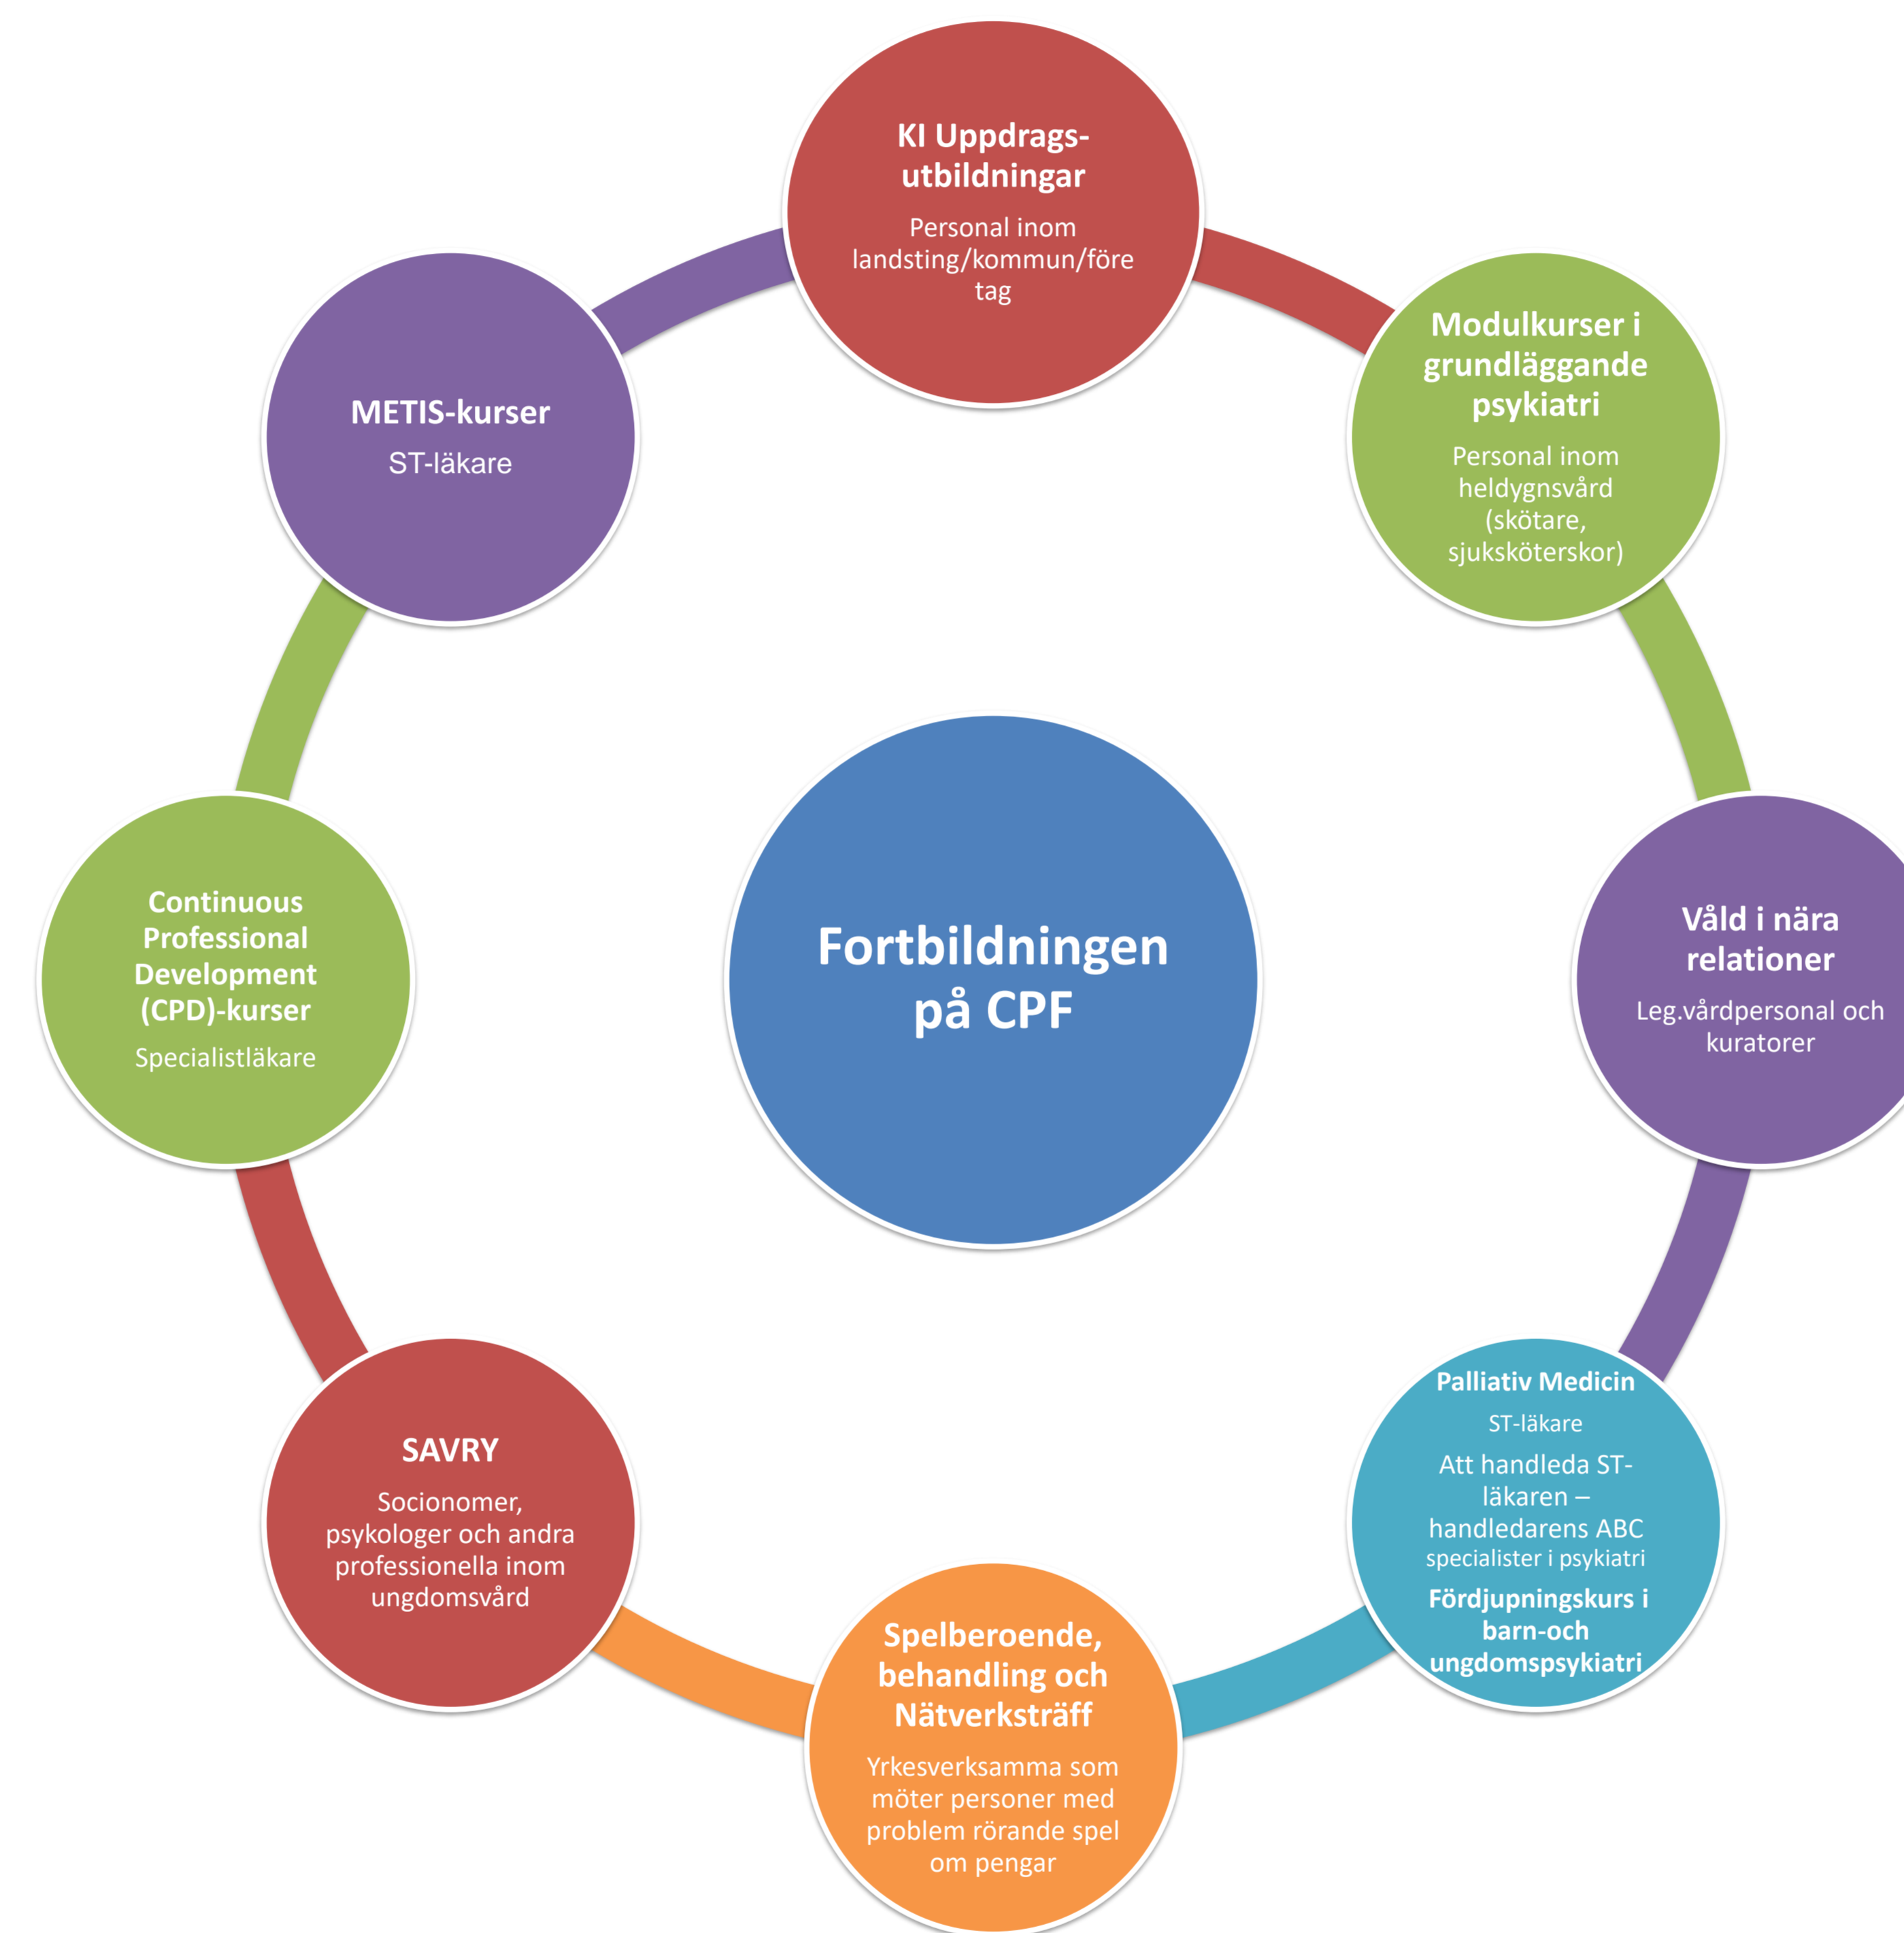 KI Uppdrags-
utbildningar
Personal inom
landsting/kommun/före
tag
Modulkurser i
grundläggande
psykiatri
Personal inom
heldygnsvård
(skötare,
sjuksköterskor)
Våld i nära
relationer
Leg.vårdpersonal och
kuratorer
Palliativ Medicin
ST-läkare
Att handleda ST-
läkaren –
handledarens ABC
specialister i psykiatri
Fördjupningskurs i
barn-och
ungdomspsykiatri
Spelberoende,
behandling och
Nätverksträff
Yrkesverksamma som
möter personer med
problem rörande spel
om pengar
SAVRY
Socionomer,
psykologer och andra
professionella inom
ungdomsvård
Continuous
Professional
Development
(CPD)-kurser
Specialistläkare
METIS-kurser
ST-läkare
Fortbildningen
på CPF